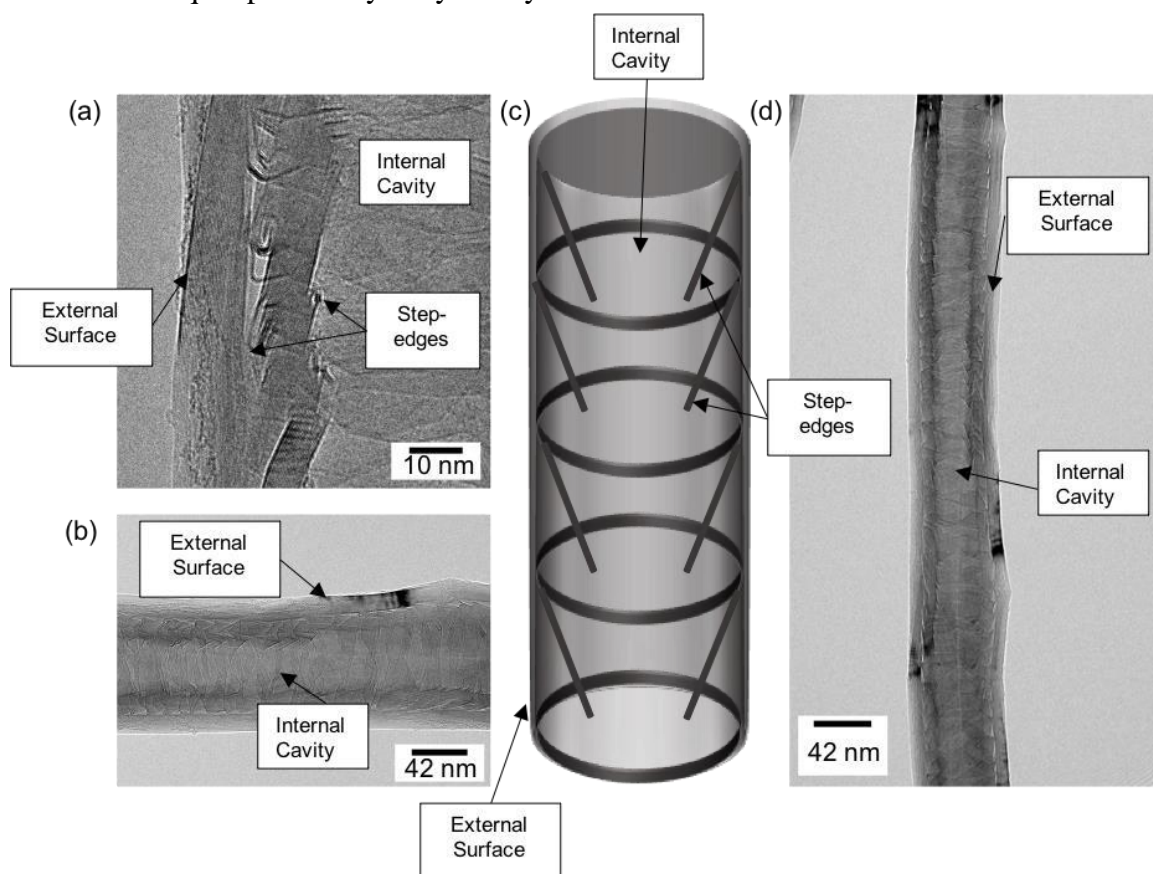 Internal
Cavity
(a)
(c)
(d)
Internal
Cavity
External
Surface
External
Surface
Step-
edges
Step-
edges
10 nm
Internal
Cavity
(b)
External
Surface
Internal
Cavity
42 nm
42 nm
External
Surface